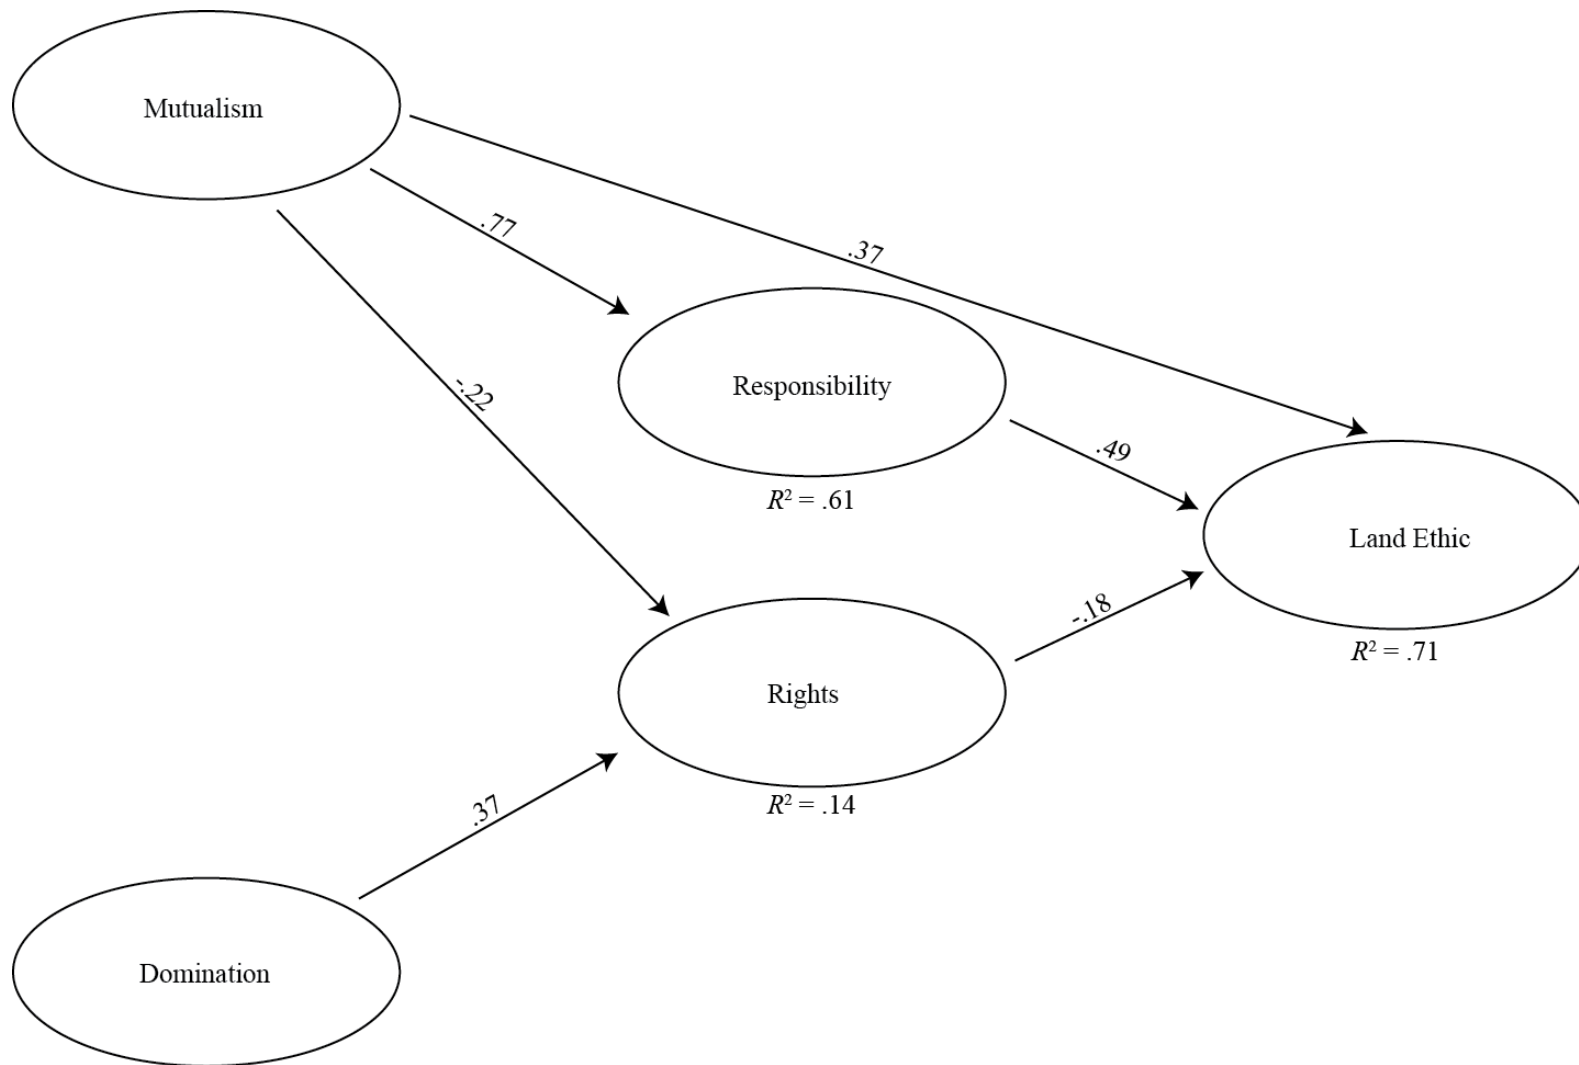 Mutualism
.77
.37
-.22
Responsibility
.49
R² = .61
Land Ethic
-.18
R² = .71
Rights
R² = .14
.37
Domination